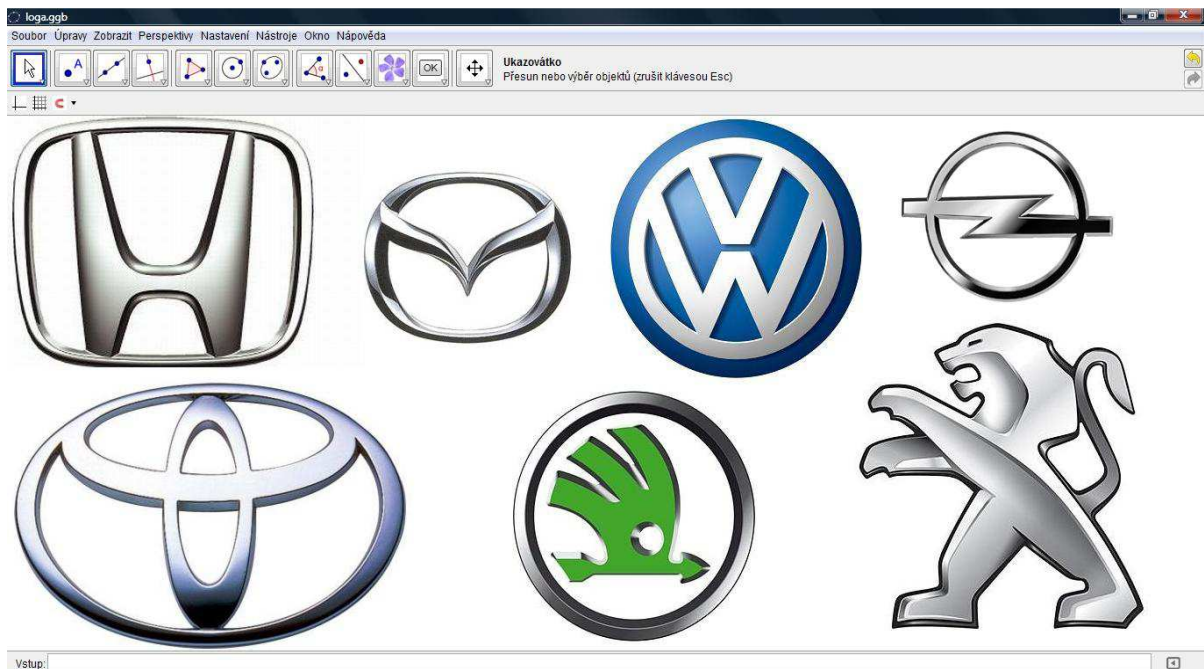 loga.ggb
Soubor Úpravy Zobrazit Perspektivy Nastavení Nástroje Okno Nápověda
A
α
OK
Ukazovátko
Přesun nebo výběr objektů (zrušit klávesou Esc)
Vstup: